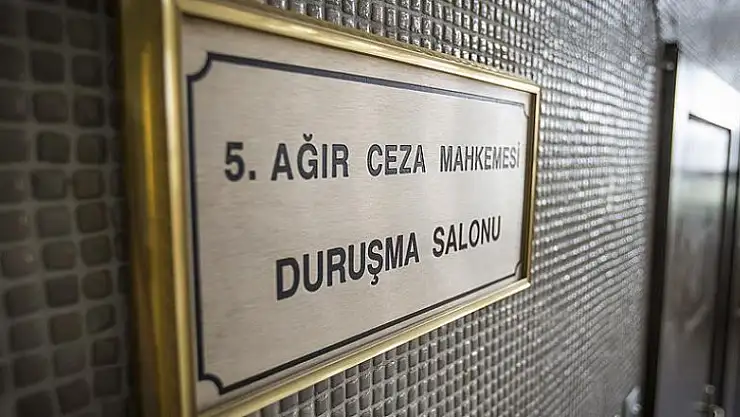 5. AĞIR CEZA MAHKEMESİ
DURUŞMA SALONU